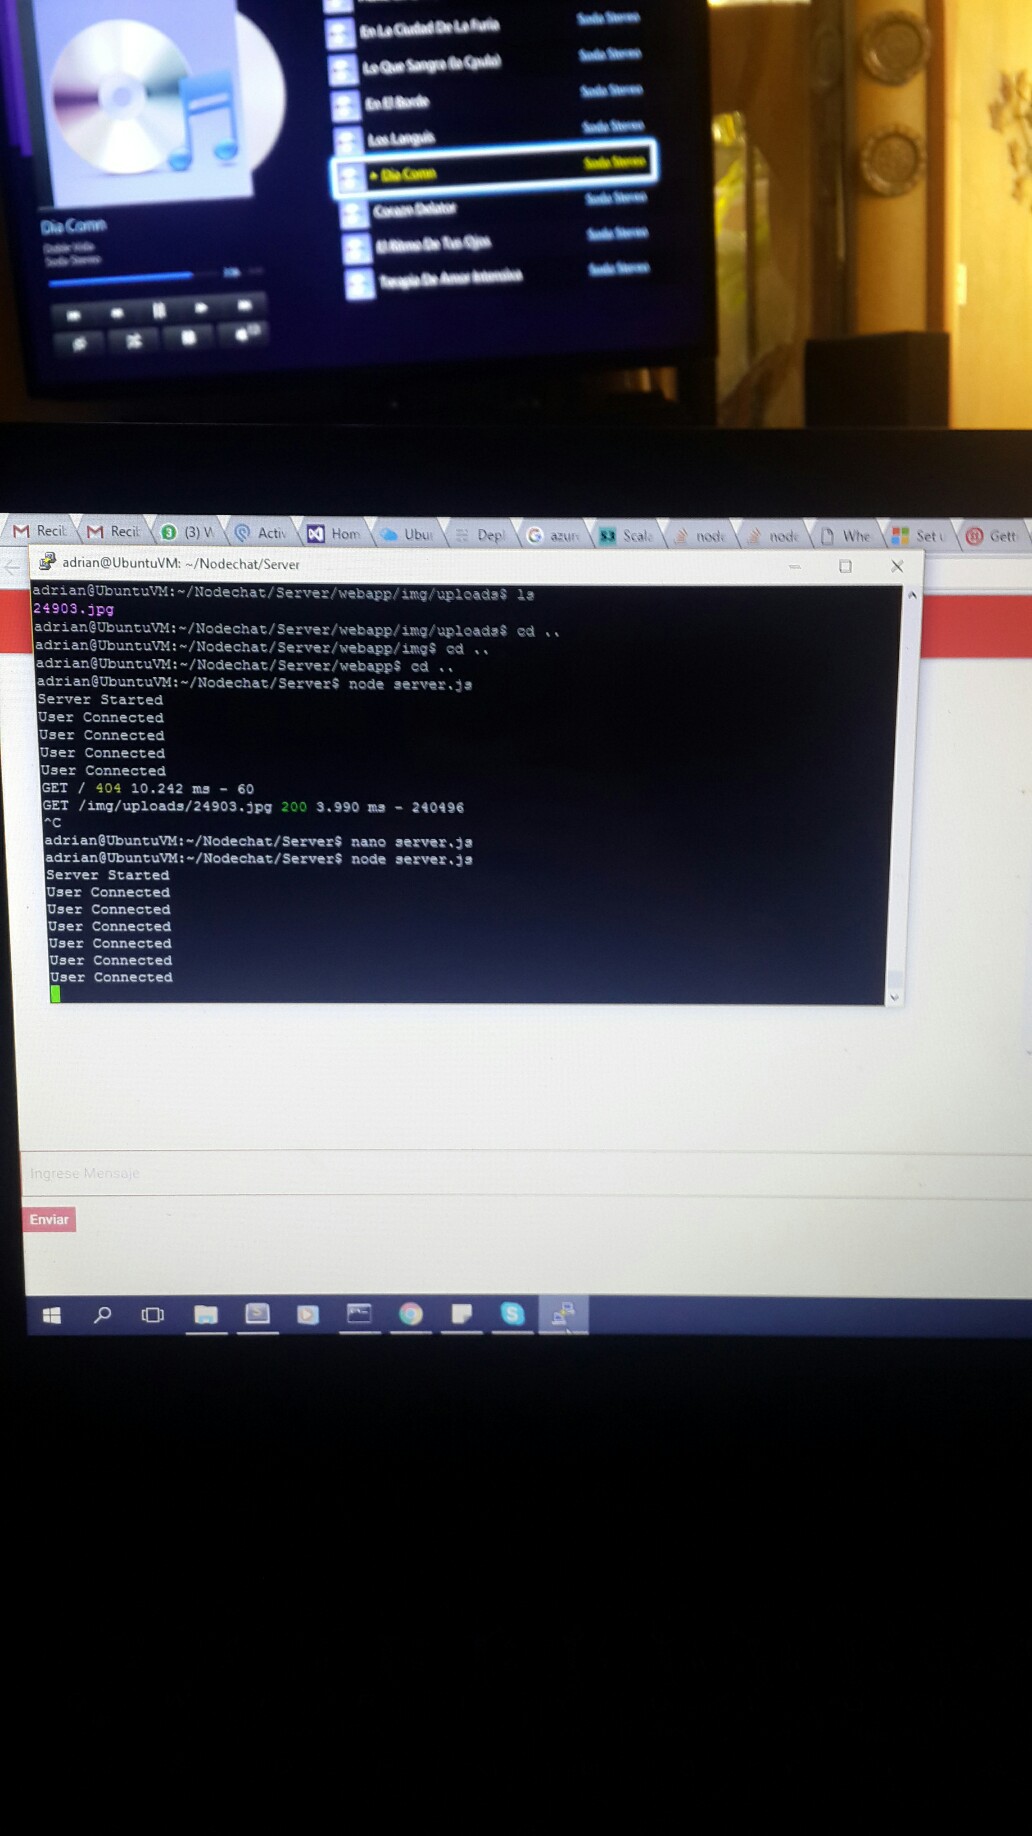 En La Ciudad De La Furia Soda Stereo
Lo Que Sangra (la Cpula) Soda Stereo
En El Borde Soda Stereo
Los Languis Soda Stereo
Dia Comn Soda Stereo
Corazn Delator Soda Stereo
El Ritmo De Tus Ojos Soda Stereo
Terapia De Amor Intensiva Soda Stereo
Dia Comn
Doble Vida
Soda Stereo
Recib Recib (3) W Activ Hom Ubu Depl azure Scala node node Whe Set u Getti
adrian@UbuntuVM: ~/Nodechat/Server
adrian@UbuntuVM:~/Nodechat/Server/webapp/img/uploads$ ls
24903.jpg
adrian@UbuntuVM:~/Nodechat/Server/webapp/img/uploads$ cd ..
adrian@UbuntuVM:~/Nodechat/Server/webapp/img$ cd ..
adrian@UbuntuVM:~/Nodechat/Server/webapp$ cd ..
adrian@UbuntuVM:~/Nodechat/Server$ node server.js
Server Started
User Connected
User Connected
User Connected
User Connected
GET / 404 10.242 ms - 60
GET /img/uploads/24903.jpg 200 3.990 ms - 240496
^C
adrian@UbuntuVM:~/Nodechat/Server$ nano server.js
adrian@UbuntuVM:~/Nodechat/Server$ node server.js
Server Started
User Connected
User Connected
User Connected
User Connected
User Connected
User Connected
Ingrese Mensaje
Enviar